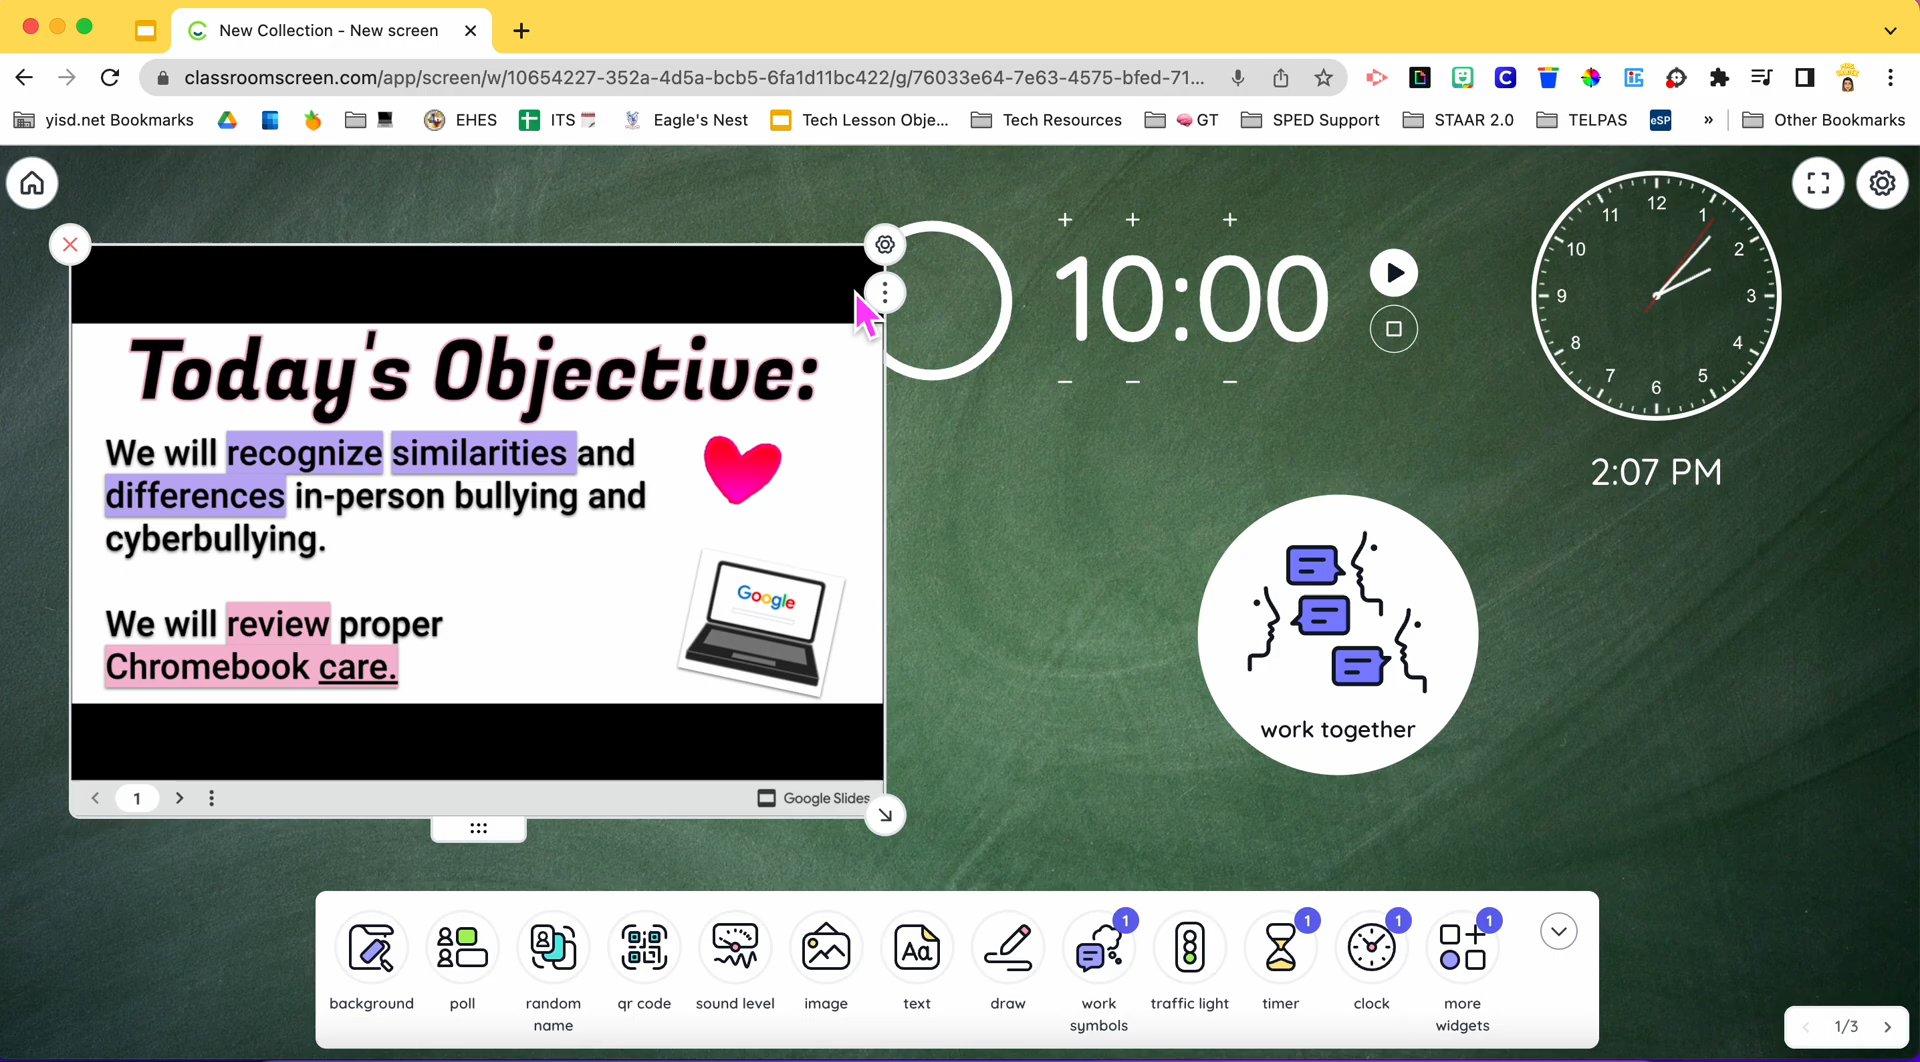 New Collection - New screen
classroomscreen.com/app/screen/w/10654227-352a-4d5a-bcb5-6fa1d11bc422/g/76033e64-7e63-4575-bfed-71...
yisd.net Bookmarks
EHES
ITS
Eagle's Nest
Tech Lesson Obje...
Tech Resources
GT
SPED Support
STAAR 2.0
TELPAS
eSP
»
Other Bookmarks
+ + +
10:00
– – –
12
1
2
3
4
5
6
7
8
9
10
11
2:07 PM
Today's Objective:
We will recognize similarities and
differences in-person bullying and
cyberbullying.
We will review proper
Chromebook care.
Google
1
Google Slides
work together
background
poll
random
name
qr code
sound level
image
Aa
text
draw
1
work
symbols
traffic light
1
timer
1
clock
1
more
widgets
1/3